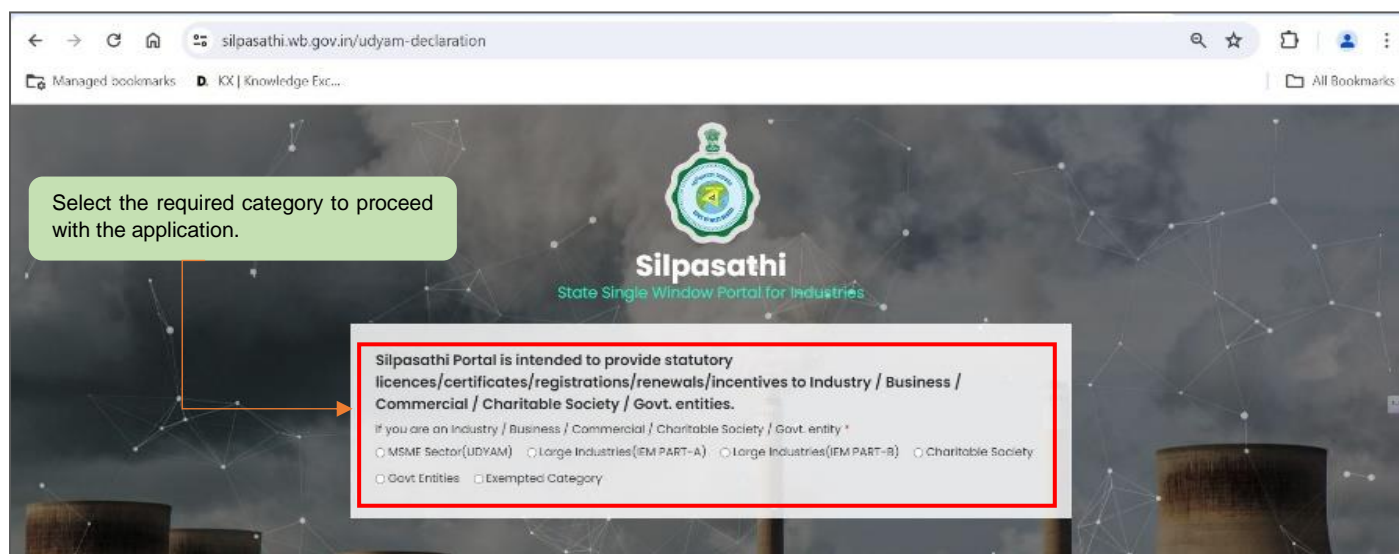 silpasathi.wb.gov.in/udyam-declaration
Managed bookmarks D. KX | Knowledge Exc... All Bookmarks
Select the required category to proceed
with the application.
Silpasathi
State Single Window Portal for Industries
Silpasathi Portal is intended to provide statutory
licences/certificates/registrations/renewals/incentives to Industry / Business /
Commercial / Charitable Society / Govt. entities.
If you are an Industry / Business / Commercial / Charitable Society / Govt. entity *
MSME Sector(UDYAM) Large Industries(IEM PART-A) Large Industries(IEM PART-B) Charitable Society
Govt Entities Exempted Category